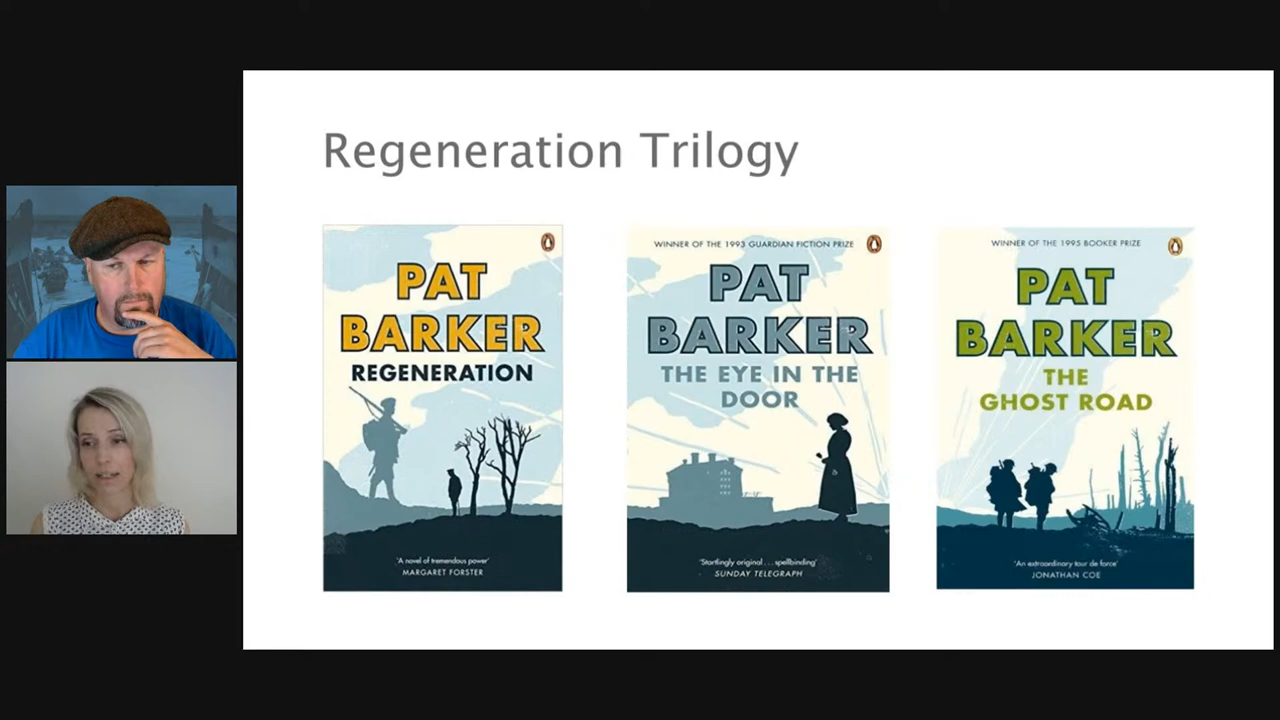 Regeneration Trilogy
PAT
BARKER
REGENERATION
'A novel of tremendous power'
MARGARET FORSTER
WINNER OF THE 1993 GUARDIAN FICTION PRIZE
PAT
BARKER
THE EYE IN THE
DOOR
'Startlingly original . . . spellbinding'
SUNDAY TELEGRAPH
WINNER OF THE 1995 BOOKER PRIZE
PAT
BARKER
THE
GHOST ROAD
'An extraordinary tour de force'
JONATHAN COE